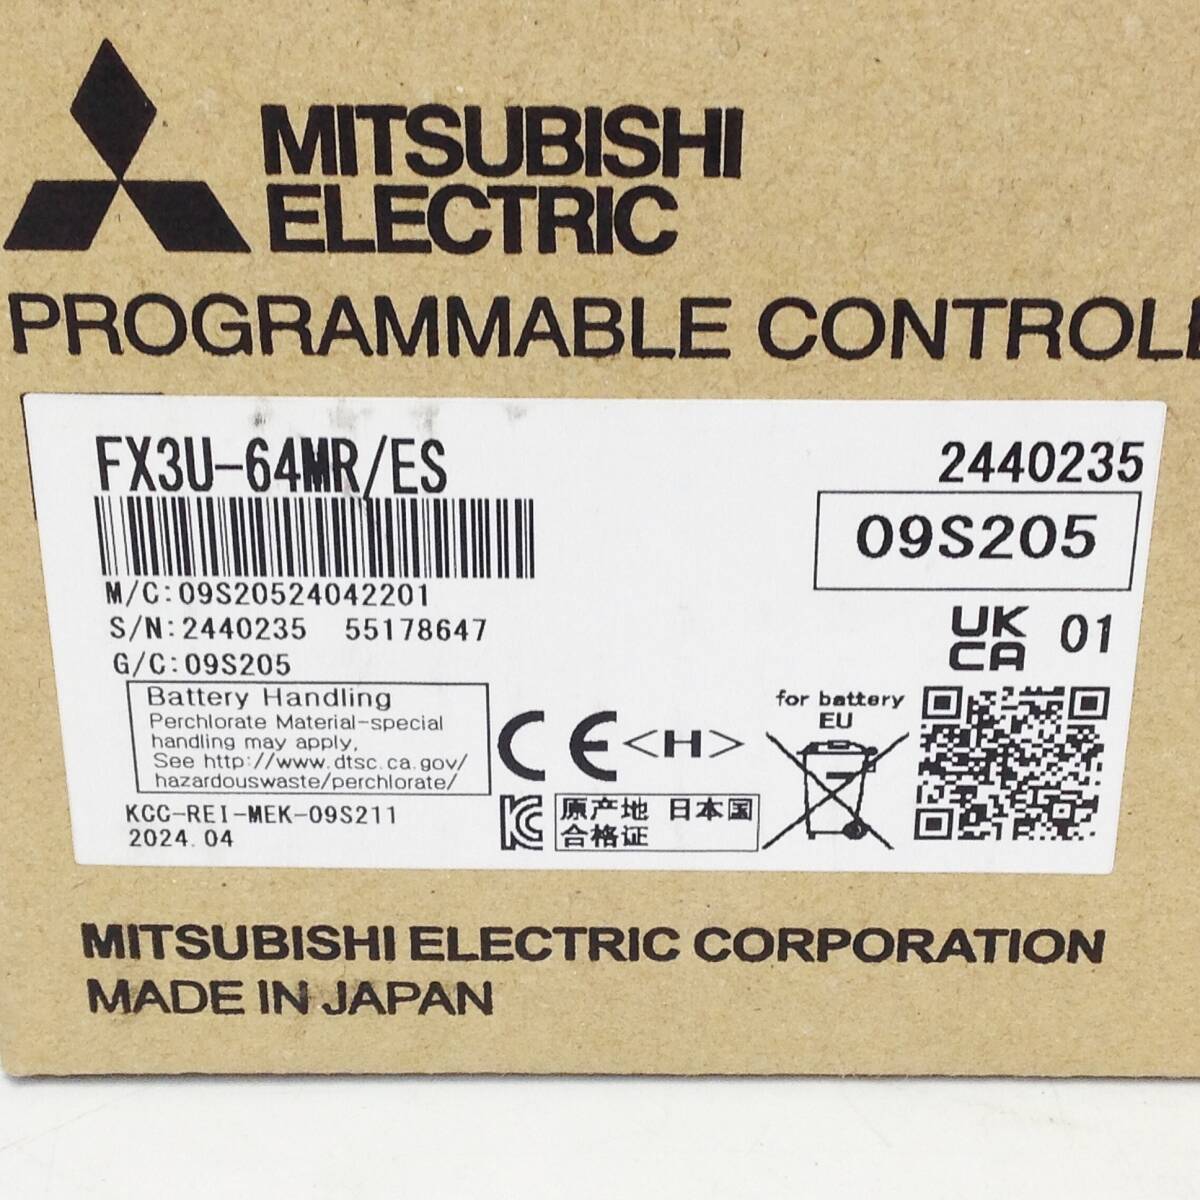 MITSUBISHI
ELECTRIC
PROGRAMMABLE CONTROLL
FX3U-64MR/ES
2440235
09S205
M/C:09S20524042201
S/N:2440235 55178647
G/C:09S205
UK
CA
01
Battery Handling
Perchlorate Material-special
handling may apply,
See http://www.dtsc.ca.gov/
hazardouswaste/perchlorate/
CE
<H>
for battery
EU
KCC-REI-MEK-09S211
2024.04
原产地 日本国
合格证
MITSUBISHI ELECTRIC CORPORATION
MADE IN JAPAN